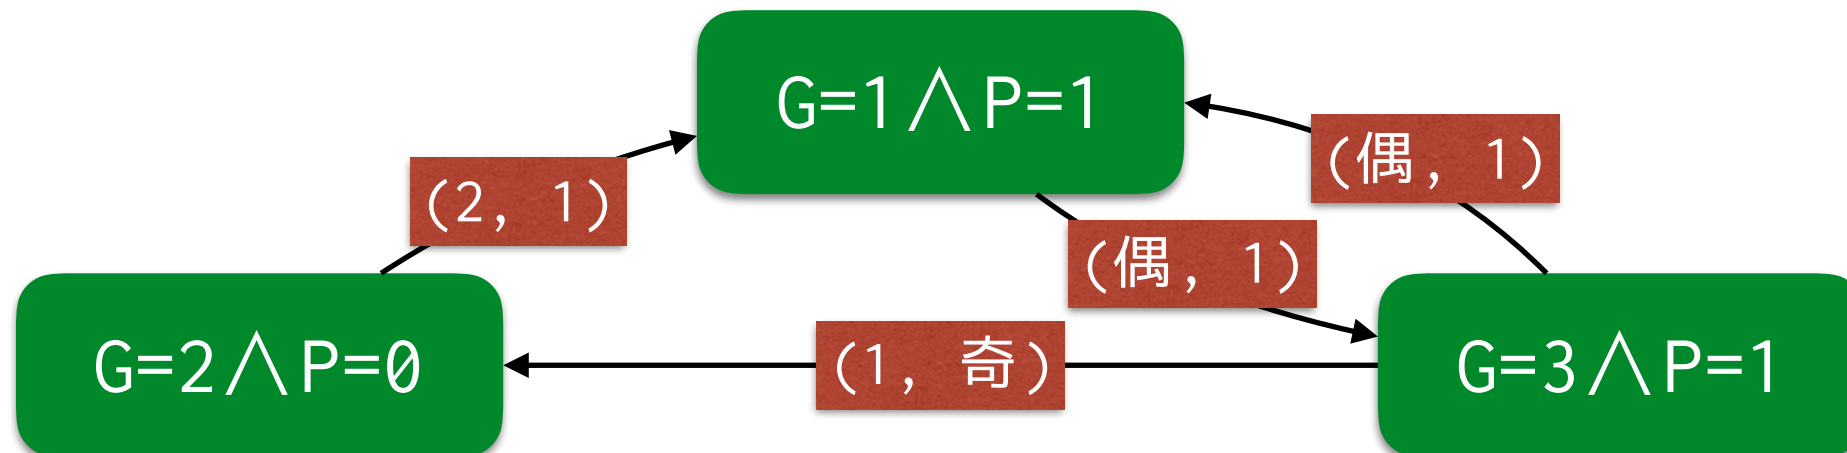 G=1∧P=1
(偶, 1)
(2, 1)
(偶, 1)
G=2∧P=0
(1, 奇)
G=3∧P=1